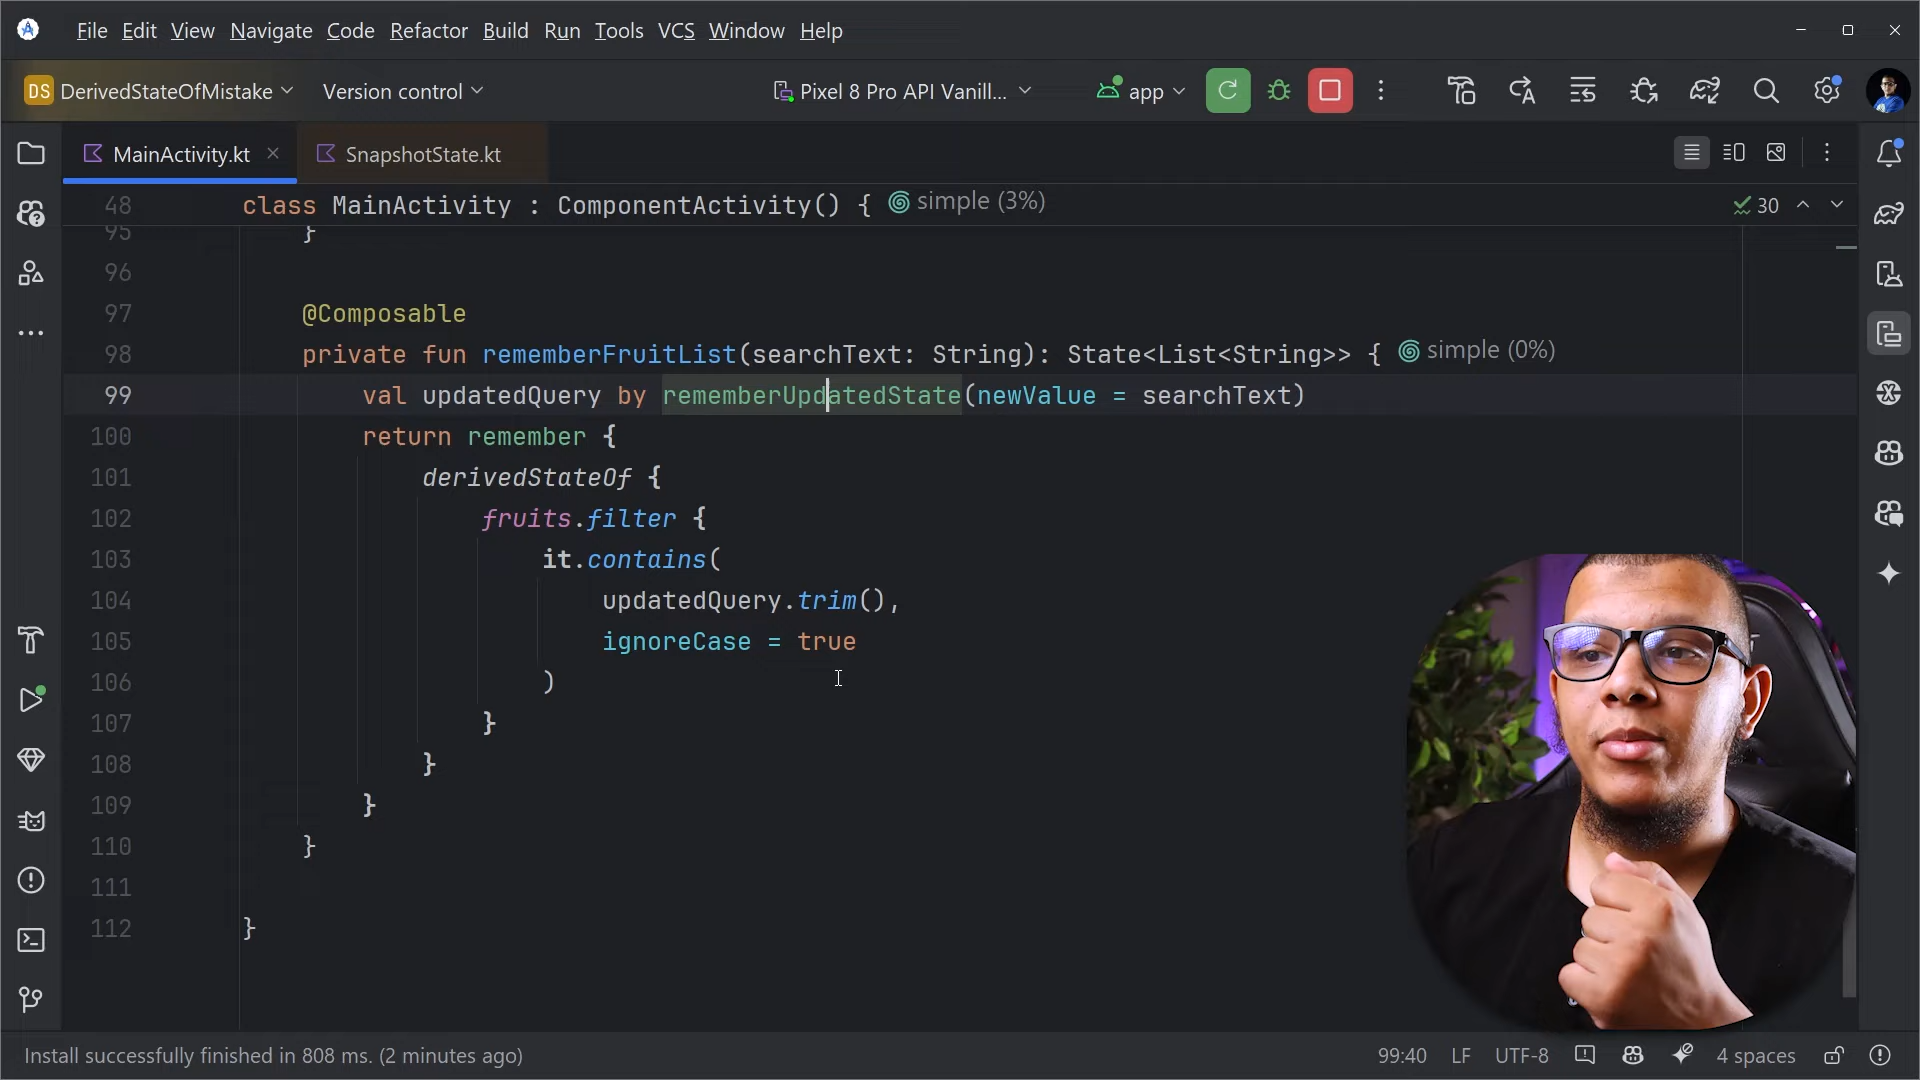 File Edit View Navigate Code Refactor Build Run Tools VCS Window Help
DS DerivedStateOfMistake Version control Pixel 8 Pro API Vanill... app
MainActivity.kt SnapshotState.kt
48 class MainActivity : ComponentActivity() { simple (3%) 30
95 }
96
97 @Composable
98 private fun rememberFruitList(searchText: String): State<List<String>> { simple (0%)
99 val updatedQuery by rememberUpdatedState(newValue = searchText)
100 return remember {
101 derivedStateOf {
102 fruits.filter {
103 it.contains(
104 updatedQuery.trim(),
105 ignoreCase = true
106 )
107 }
108 }
109 }
110 }
111
112 }
Install successfully finished in 808 ms. (2 minutes ago) 99:40 LF UTF-8 4 spaces